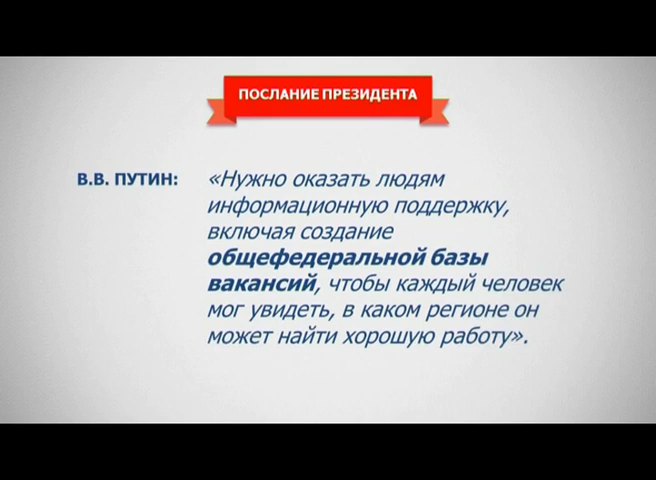 ПОСЛАНИЕ ПРЕЗИДЕНТА
В.В. ПУТИН: «Нужно оказать людям
информационную поддержку,
включая создание
общефедеральной базы
вакансий, чтобы каждый человек
мог увидеть, в каком регионе он
может найти хорошую работу».